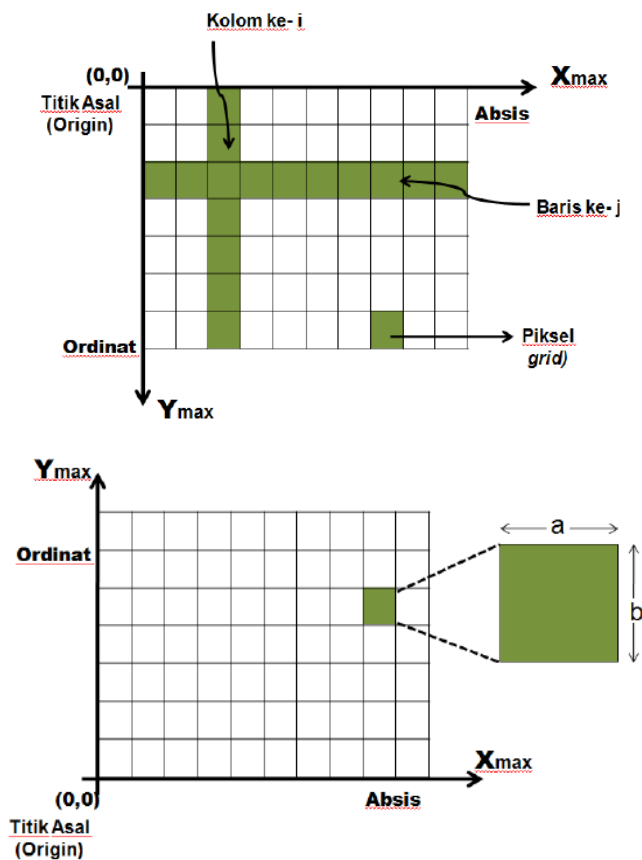 Kolom ke- i
(0,0)
Xmax
Titik Asal
(Origin)
Absis
Baris ke- j
Ordinat
Piksel
grid)
Ymax
Ymax
Ordinat
a
b
Xmax
(0,0)
Absis
Titik Asal
(Origin)